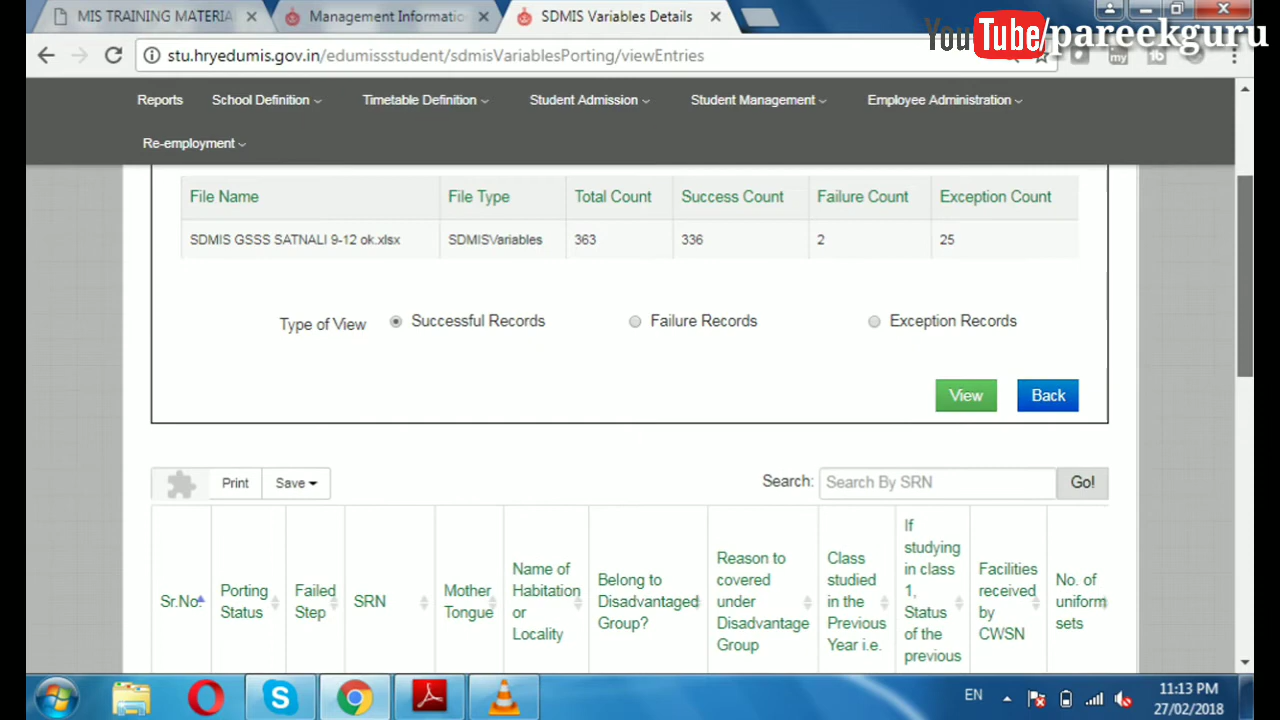 MIS TRAINING MATERIA
Management Informatio
SDMIS Variables Details
YouTube/pareekguru
stu.hryedumis.gov.in/edumissstudent/sdmisVariablesPorting/viewEntries
my
Reports School Definition Timetable Definition Student Admission Student Management Employee Administration
Re-employment
File Name File Type Total Count Success Count Failure Count Exception Count
SDMIS GSSS SATNALI 9-12 ok.xlsx SDMISVariables 363 336 2 25
Type of View Successful Records Failure Records Exception Records
View Back
Print Save Search: Search By SRN Go!
Sr.No.
Porting
Status
Failed
Step
SRN
Mother
Tongue
Name of
Habitation
or
Locality
Belong to
Disadvantaged
Group?
Reason to
covered
under
Disadvantage
Group
Class
studied
in the
Previous
Year i.e.
If
studying
in class
1,
Status
of the
previous
Facilities
received
by
CWSN
No. of
uniform
sets
EN
11:13 PM
27/02/2018